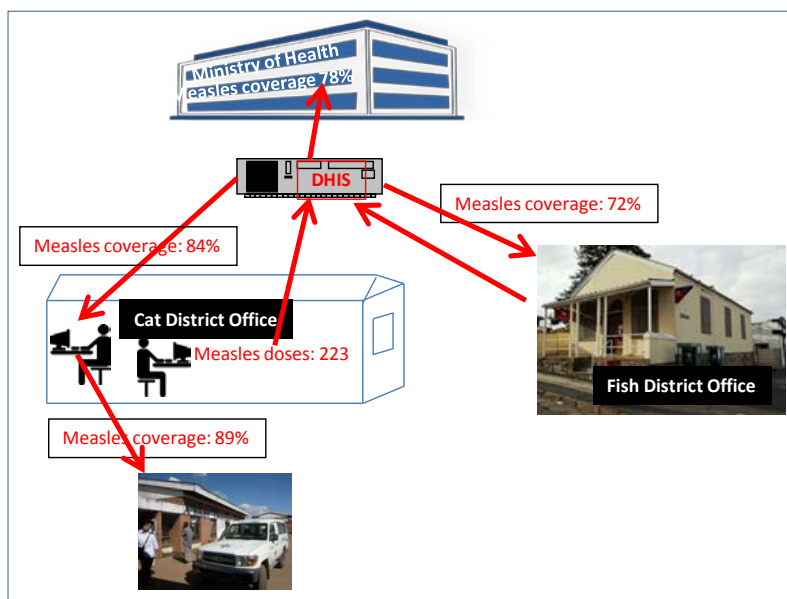 Ministry of Health
Measles coverage 78%
DHIS
Measles coverage: 72%
Measles coverage: 84%
Cat District Office
Measles doses: 223
Fish District Office
Measles coverage: 89%